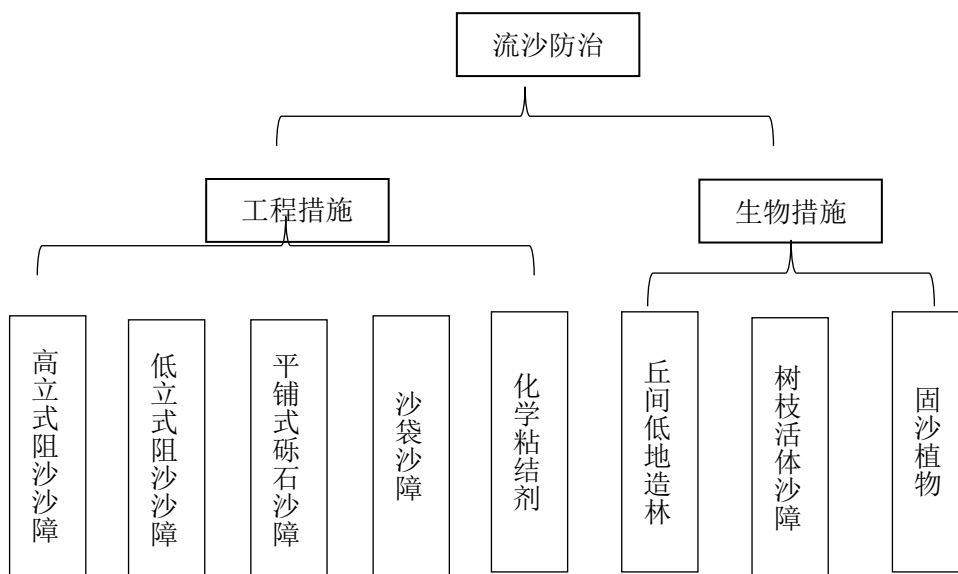 流沙防治
工程措施
生物措施
高立式阻沙沙障
低立式阻沙沙障
平铺式砾石沙障
沙袋沙障
化学粘结剂
丘间低地造林
树枝活体沙障
固沙植物